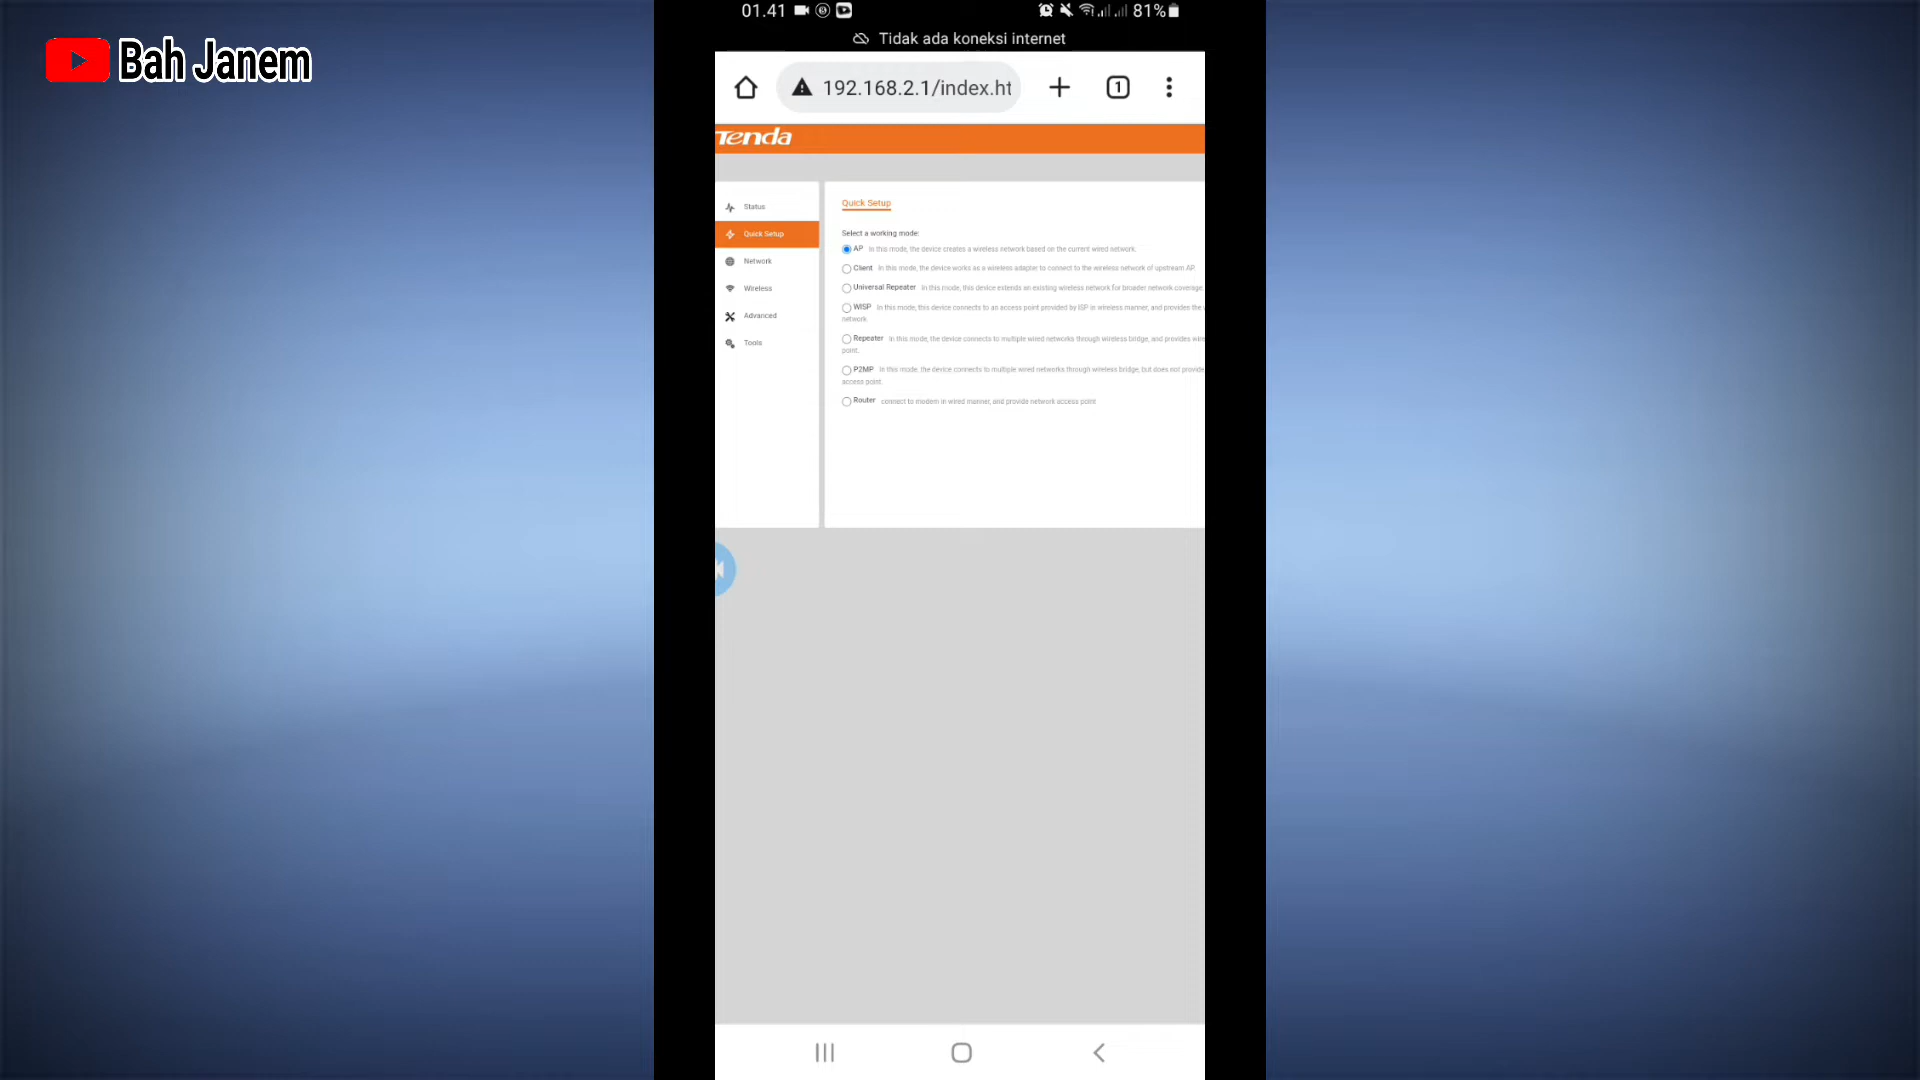 Bah Janem
01.41
81%
Tidak ada koneksi internet
192.168.2.1/index.ht
1
Tenda
Status
Quick Setup
Network
Wireless
Advanced
Tools
Quick Setup
Select a working mode:
AP In this mode, the device creates a wireless network based on the current wired network.
Client In this mode, the device works as a wireless adapter to connect to the wireless network of upstream AP.
Universal Repeater In this mode, this device extends an existing wireless network for broader network coverage.
WISP In this mode, this device connects to an access point provided by ISP in wireless manner, and provides the
network
Repeater In this mode, the device connects to multiple wired networks through wireless bridge, and provides wire
point.
P2MP In this mode, the device connects to multiple wired networks through wireless bridge, but does not provide
access point.
Router connect to modem in wired manner, and provide network access point